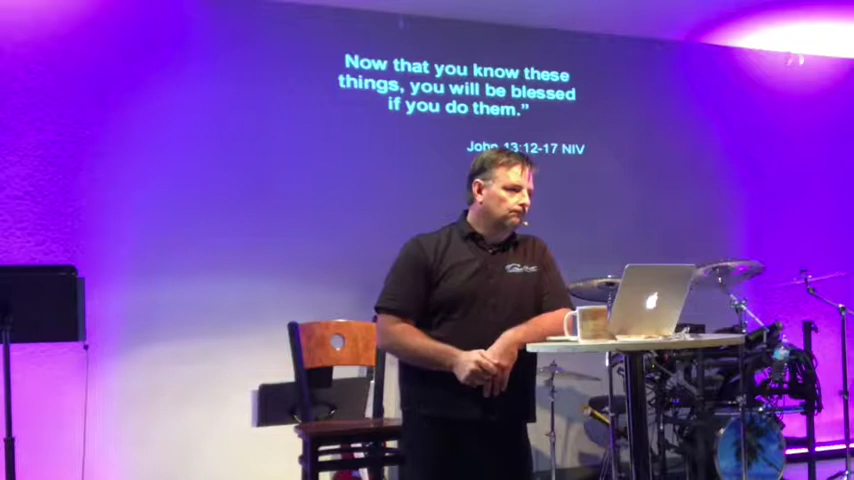 Now that you know these
things, you will be blessed
if you do them.”
John 13:12-17 NIV